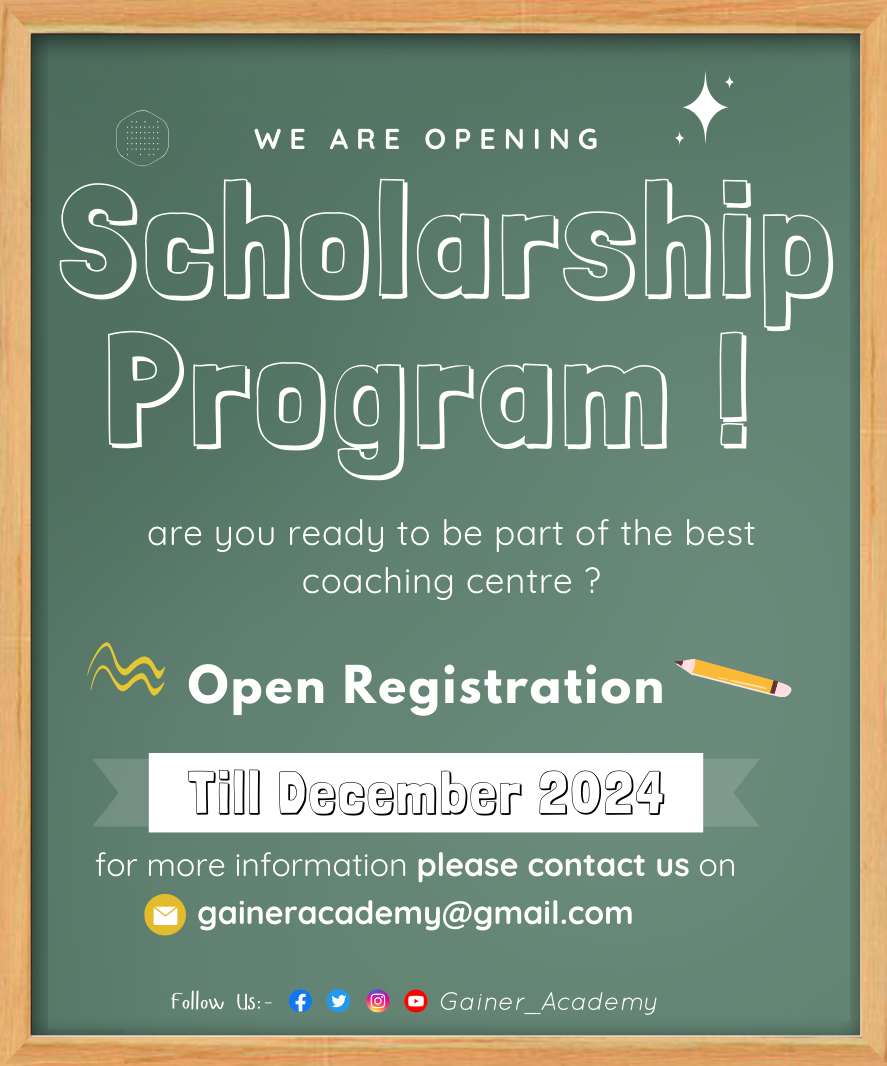 WE ARE OPENING
Scholarship
Program !
are you ready to be part of the best
coaching centre ?
Open Registration
Till December 2024
for more information please contact us on
gaineracademy@gmail.com
Follow Us:- Gainer_Academy